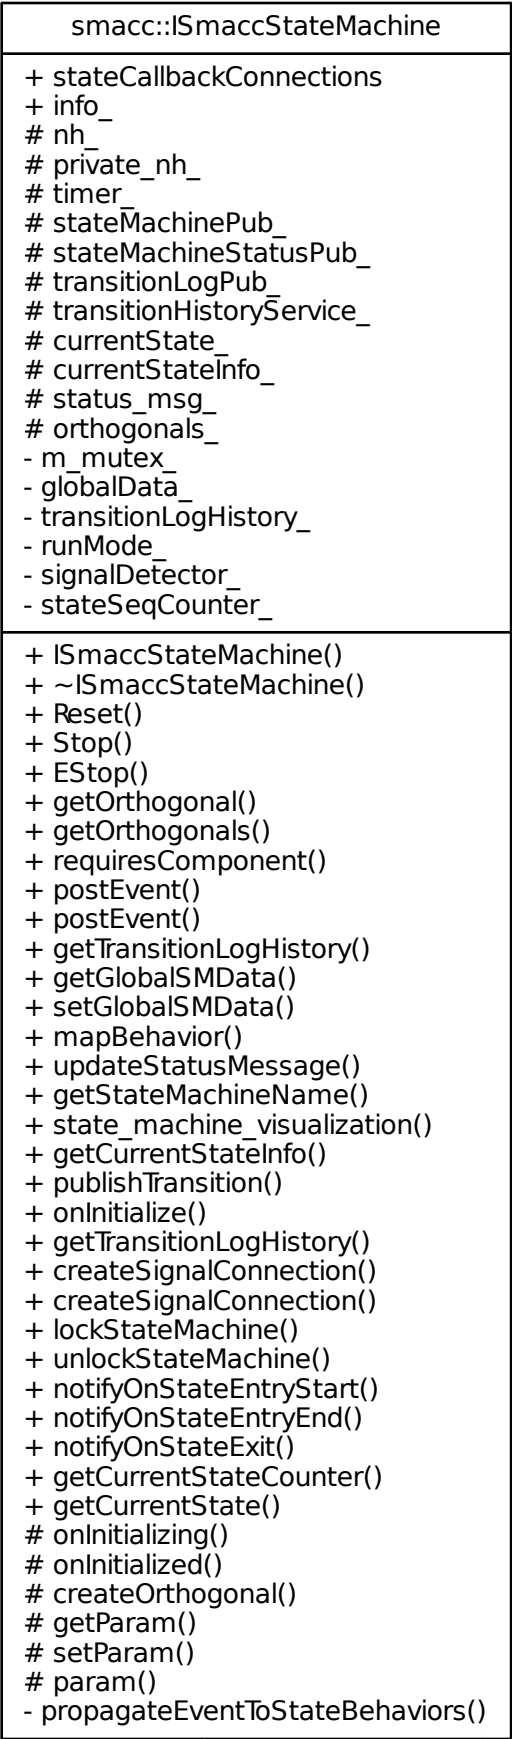 smacc::ISmaccStateMachine
+ stateCallbackConnections
+ info_
# nh_
# private_nh_
# timer_
# stateMachinePub_
# stateMachineStatusPub_
# transitionLogPub_
# transitionHistoryService_
# currentState_
# currentStateInfo_
# status_msg_
# orthogonals_
- m_mutex_
- globalData_
- transitionLogHistory_
- runMode_
- signalDetector_
- stateSeqCounter_
+ ISmaccStateMachine()
+ ~ISmaccStateMachine()
+ Reset()
+ Stop()
+ EStop()
+ getOrthogonal()
+ getOrthogonals()
+ requiresComponent()
+ postEvent()
+ postEvent()
+ getTransitionLogHistory()
+ getGlobalSMData()
+ setGlobalSMData()
+ mapBehavior()
+ updateStatusMessage()
+ getStateMachineName()
+ state_machine_visualization()
+ getCurrentStateInfo()
+ publishTransition()
+ onInitialize()
+ getTransitionLogHistory()
+ createSignalConnection()
+ createSignalConnection()
+ lockStateMachine()
+ unlockStateMachine()
+ notifyOnStateEntryStart()
+ notifyOnStateEntryEnd()
+ notifyOnStateExit()
+ getCurrentStateCounter()
+ getCurrentState()
# onInitializing()
# onInitialized()
# createOrthogonal()
# getParam()
# setParam()
# param()
- propagateEventToStateBehaviors()